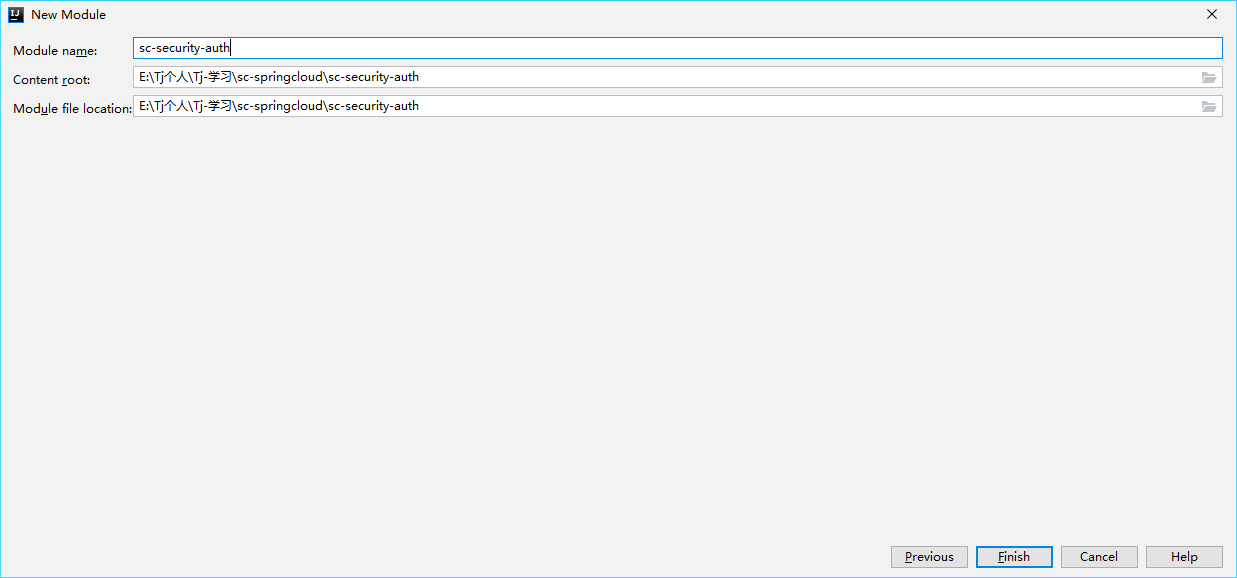 New Module
Module name: sc-security-auth
Content root: E:\Tj个人\Tj-学习\sc-springcloud\sc-security-auth
Module file location: E:\Tj个人\Tj-学习\sc-springcloud\sc-security-auth
Previous Finish Cancel Help